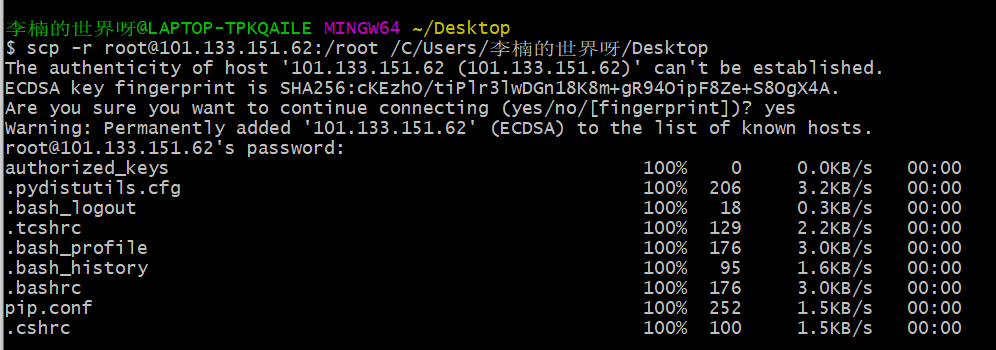 李楠的世界呀@LAPTOP-TPKQAILE MINGW64 ~/Desktop
$ scp -r root@101.133.151.62:/root /C/Users/李楠的世界呀/Desktop
The authenticity of host '101.133.151.62 (101.133.151.62)' can't be established.
ECDSA key fingerprint is SHA256:cKEzhO/tiPlr3lwDGn18K8m+gR94OipF8Ze+S8OgX4A.
Are you sure you want to continue connecting (yes/no/[fingerprint])? yes
Warning: Permanently added '101.133.151.62' (ECDSA) to the list of known hosts.
root@101.133.151.62's password:
authorized_keys 100% 0 0.0KB/s 00:00
.pydistutils.cfg 100% 206 3.2KB/s 00:00
.bash_logout 100% 18 0.3KB/s 00:00
.tcshrc 100% 129 2.2KB/s 00:00
.bash_profile 100% 176 3.0KB/s 00:00
.bash_history 100% 95 1.6KB/s 00:00
.bashrc 100% 176 3.0KB/s 00:00
pip.conf 100% 252 1.5KB/s 00:00
.cshrc 100% 100 1.5KB/s 00:00